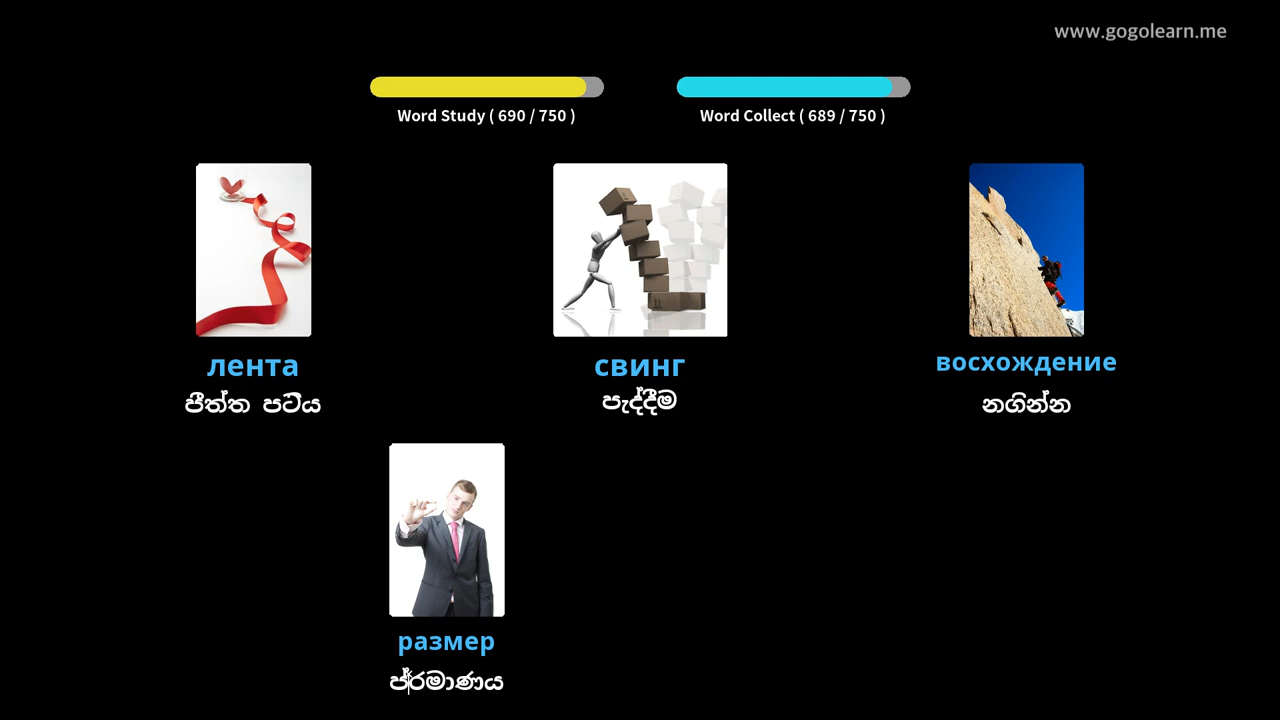 www.gogolearn.me
Word Study ( 690 / 750 )
Word Collect ( 689 / 750 )
лента
පීත්ත පටිය
свинг
පැද්දීම
восхождение
නගින්න
размер
ප්‍රමාණය